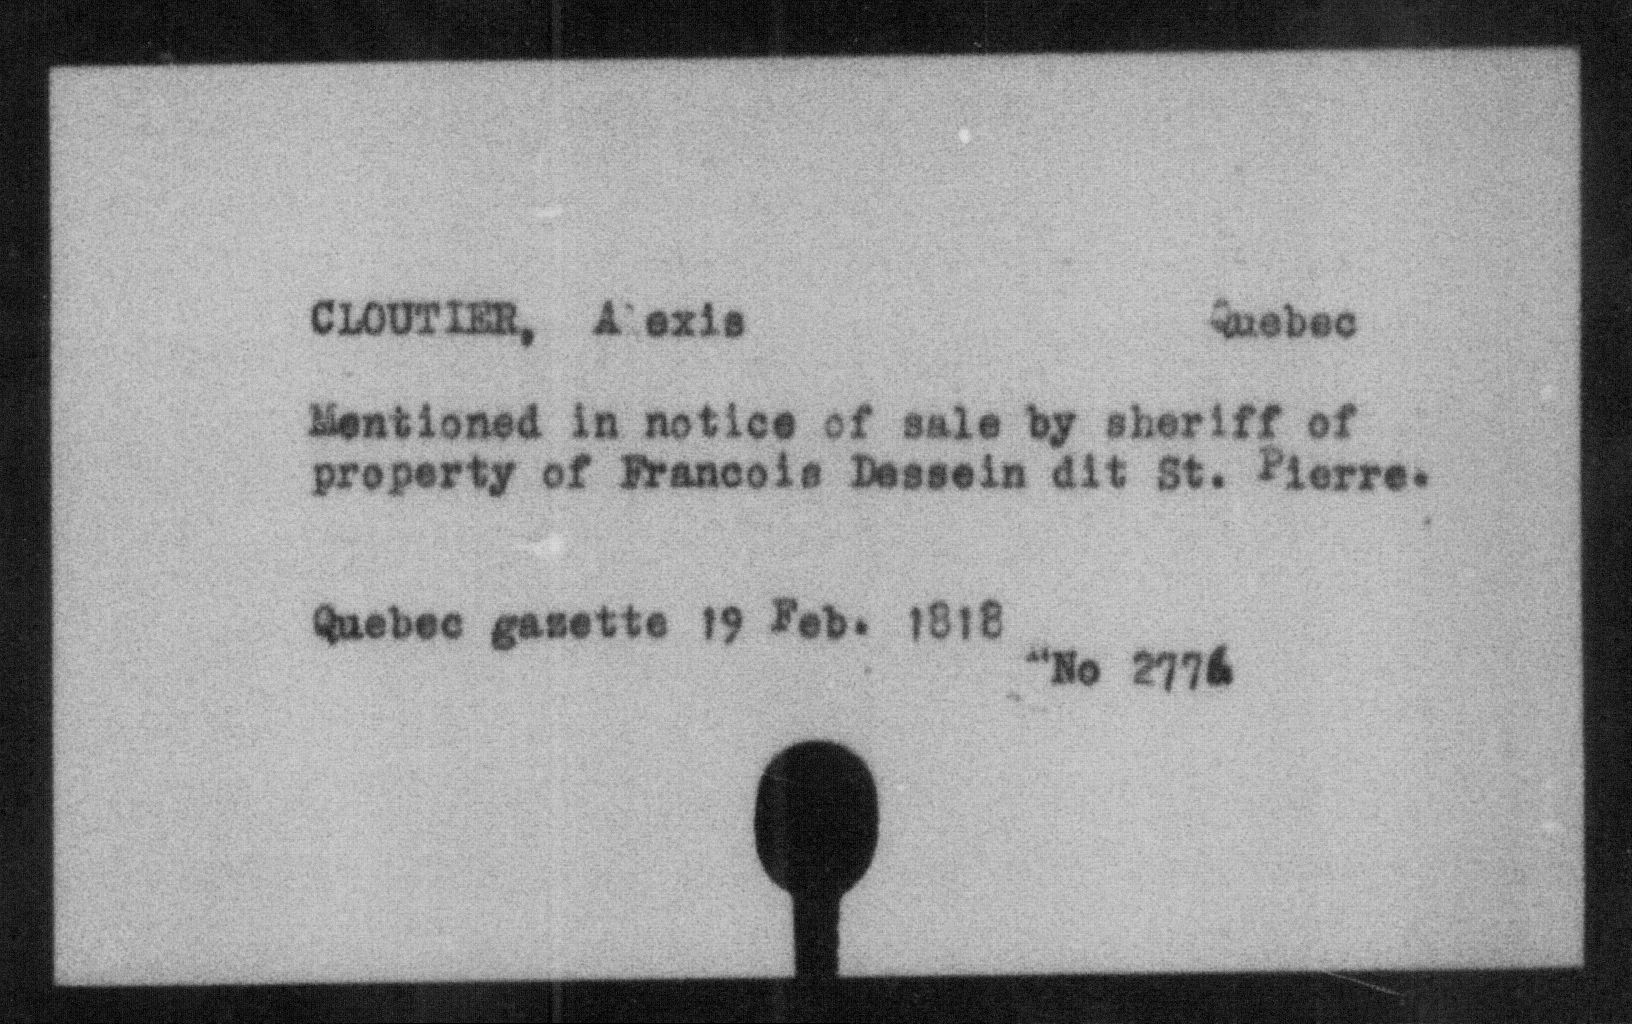 CLOUTIER, Alexis Quebec
Mentioned in notice of sale by sheriff of
property of Francois Dessein dit St. Pierre.
Quebec gazette 19 Feb. 1818
"No 2776